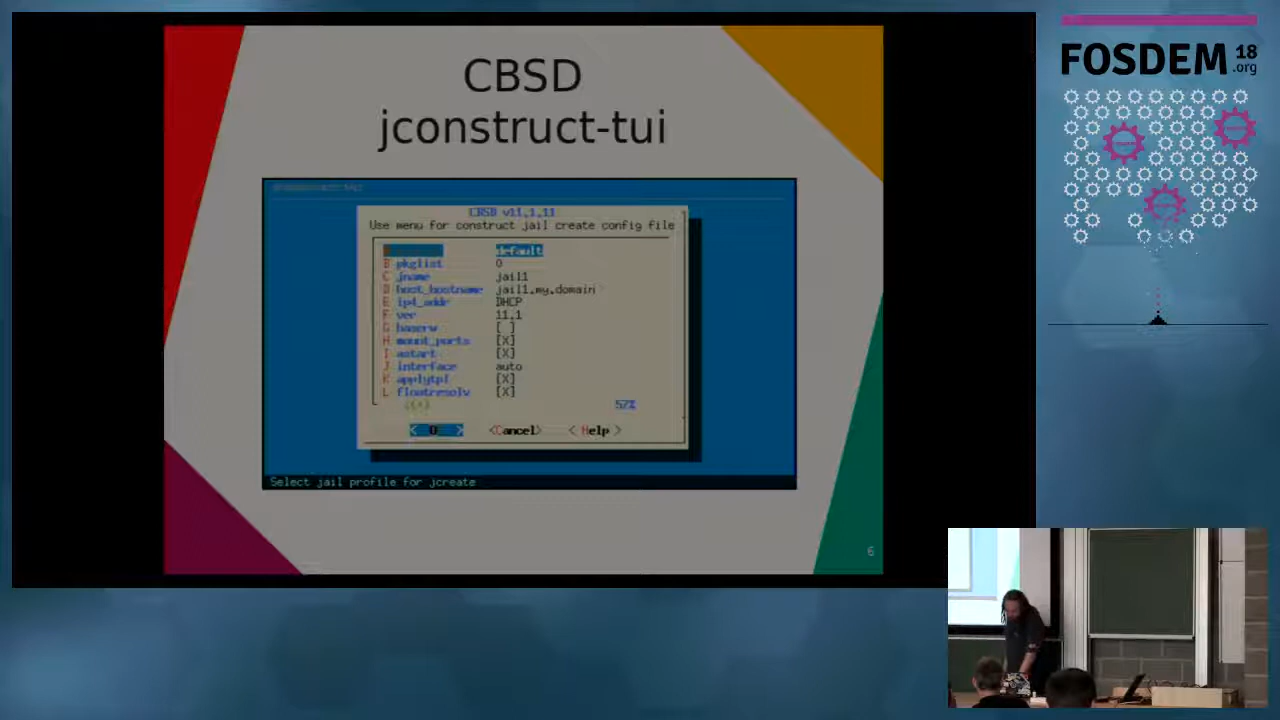 CBSD
jconstruct-tui
CBSD v11.1.11
Use menu for construct jail create config file
default
B pkglist 0
C jname jail1
D host_hostname jail1.my.domain
E ip4_addr DHCP
F ver 11.1
G baserw [ ]
H mount_ports [X]
I astart [X]
J interface auto
K applytpl [X]
L floatresolv [X]
57%
<Cancel> < Help >
Select jail profile for jcreate
6
FOSDEM 18
.org